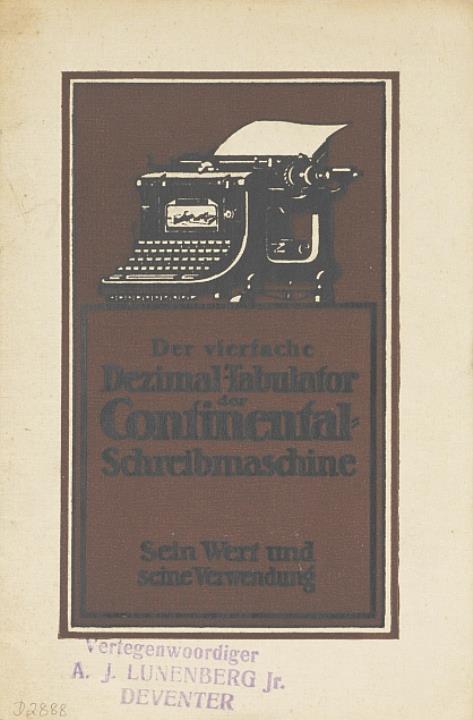 Der vierfache
Dezimal-Tabulator
der
Continental-
Schreibmaschine
Sein Wert und
seine Verwendung
Vertegenwoordiger
A. J. LUNENBERG Jr.
DEVENTER
D2888